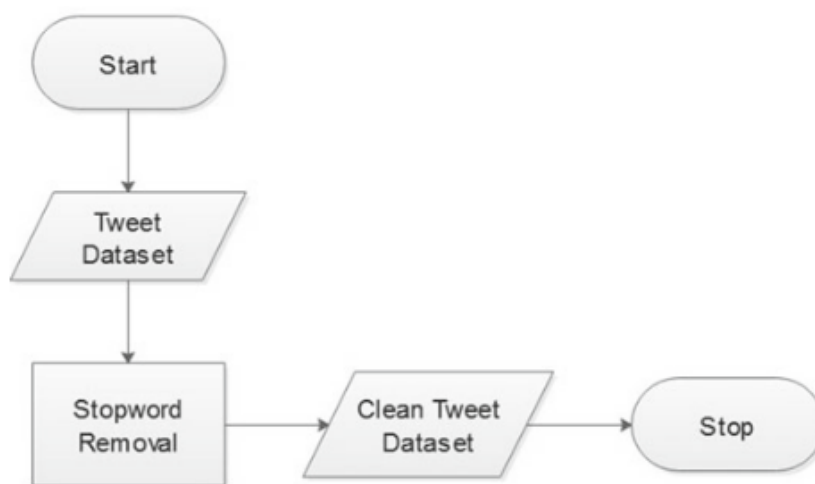 Start
Tweet
Dataset
Stopword
Removal
Clean Tweet
Dataset
Stop